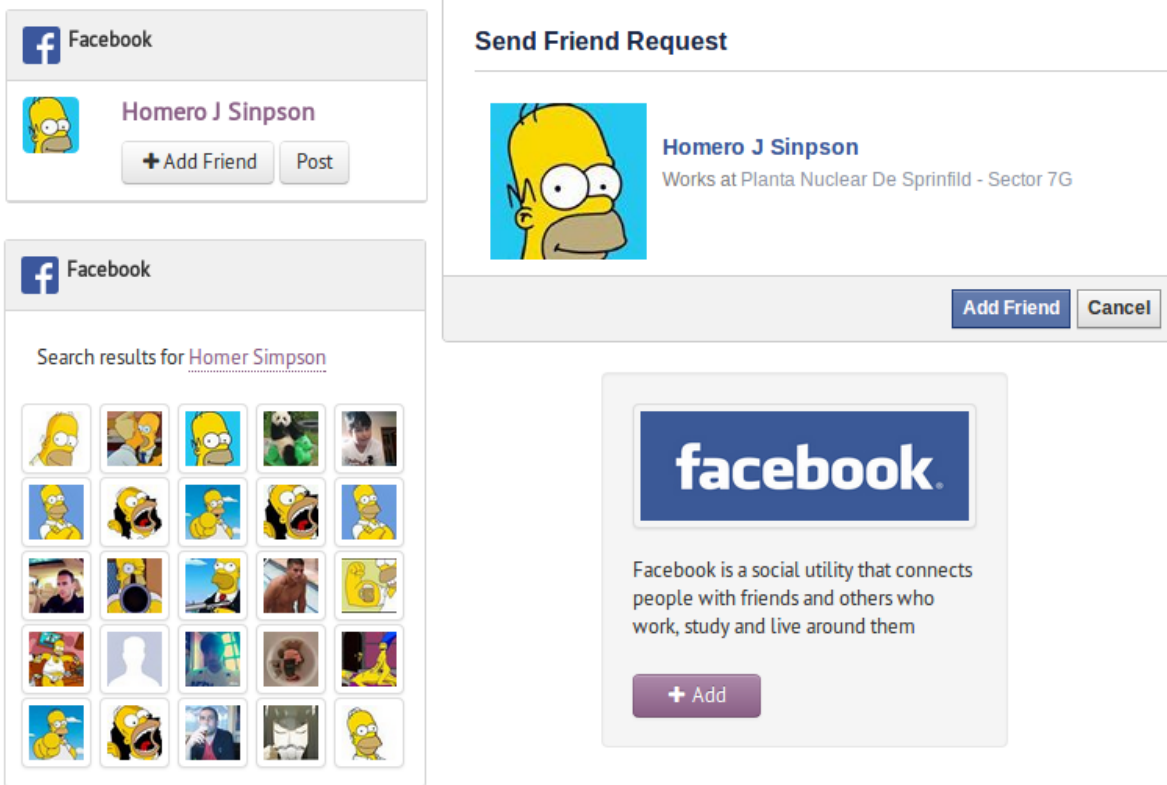 Facebook
Homero J Sinpson
Add Friend
Post
Facebook
Search results for Homer Simpson
Send Friend Request
Homero J Sinpson
Works at Planta Nuclear De Sprinfild - Sector 7G
Add Friend
Cancel
facebook.
Facebook is a social utility that connects
people with friends and others who
work, study and live around them
Add